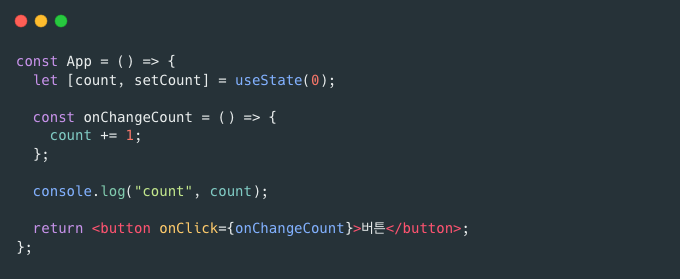 const App = () => {
  let [count, setCount] = useState(0);

  const onChangeCount = () => {
    count += 1;
  };

  console.log("count", count);

  return <button onClick={onChangeCount}>버튼</button>;
};